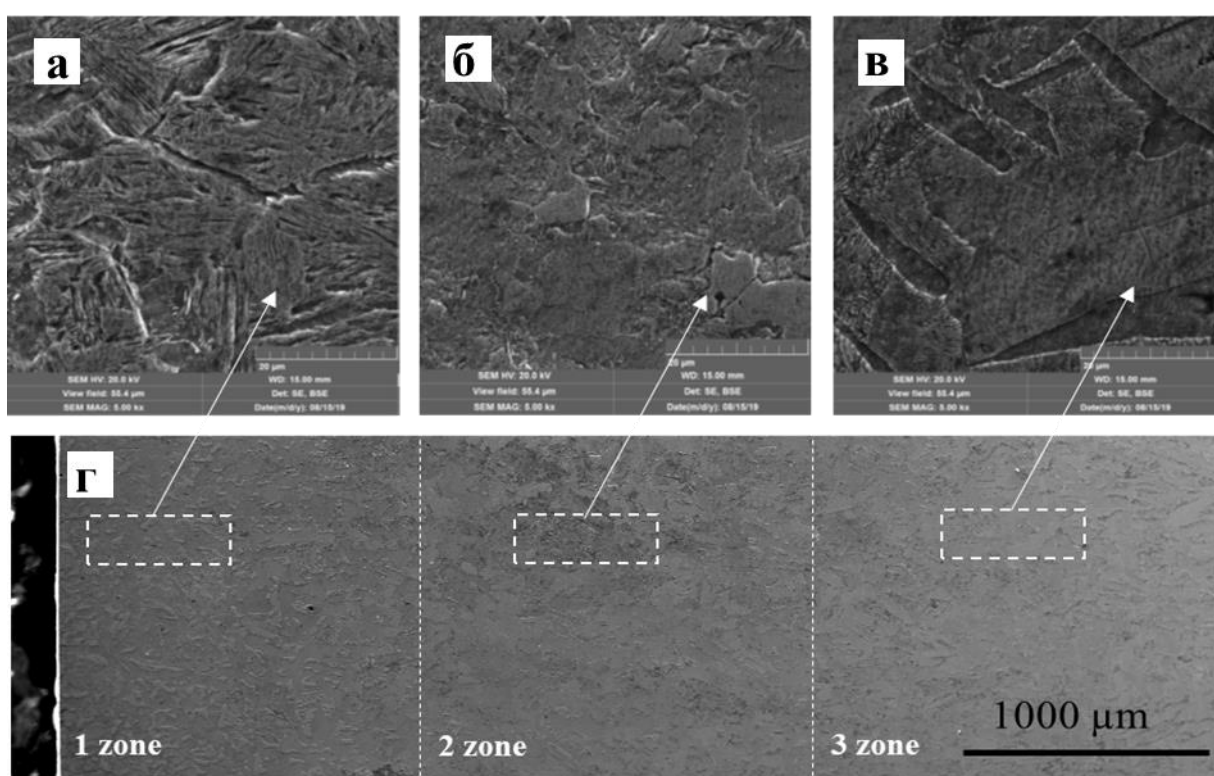 а
б
в
20 µm
SEM HV: 20.0 kV
WD: 15.00 mm
View field: 55.4 µm
Det: SE, BSE
SEM MAG: 5.00 kx
Date(m/d/y): 08/15/19
20 µm
SEM HV: 20.0 kV
WD: 15.00 mm
View field: 55.4 µm
Det: SE, BSE
SEM MAG: 5.00 kx
Date(m/d/y): 08/15/19
20 µm
SEM HV: 20.0 kV
WD: 15.00 mm
View field: 55.4 µm
Det: SE, BSE
SEM MAG: 5.00 kx
Date(m/d/y): 08/15/19
г
1 zone
2 zone
3 zone
1000 µm